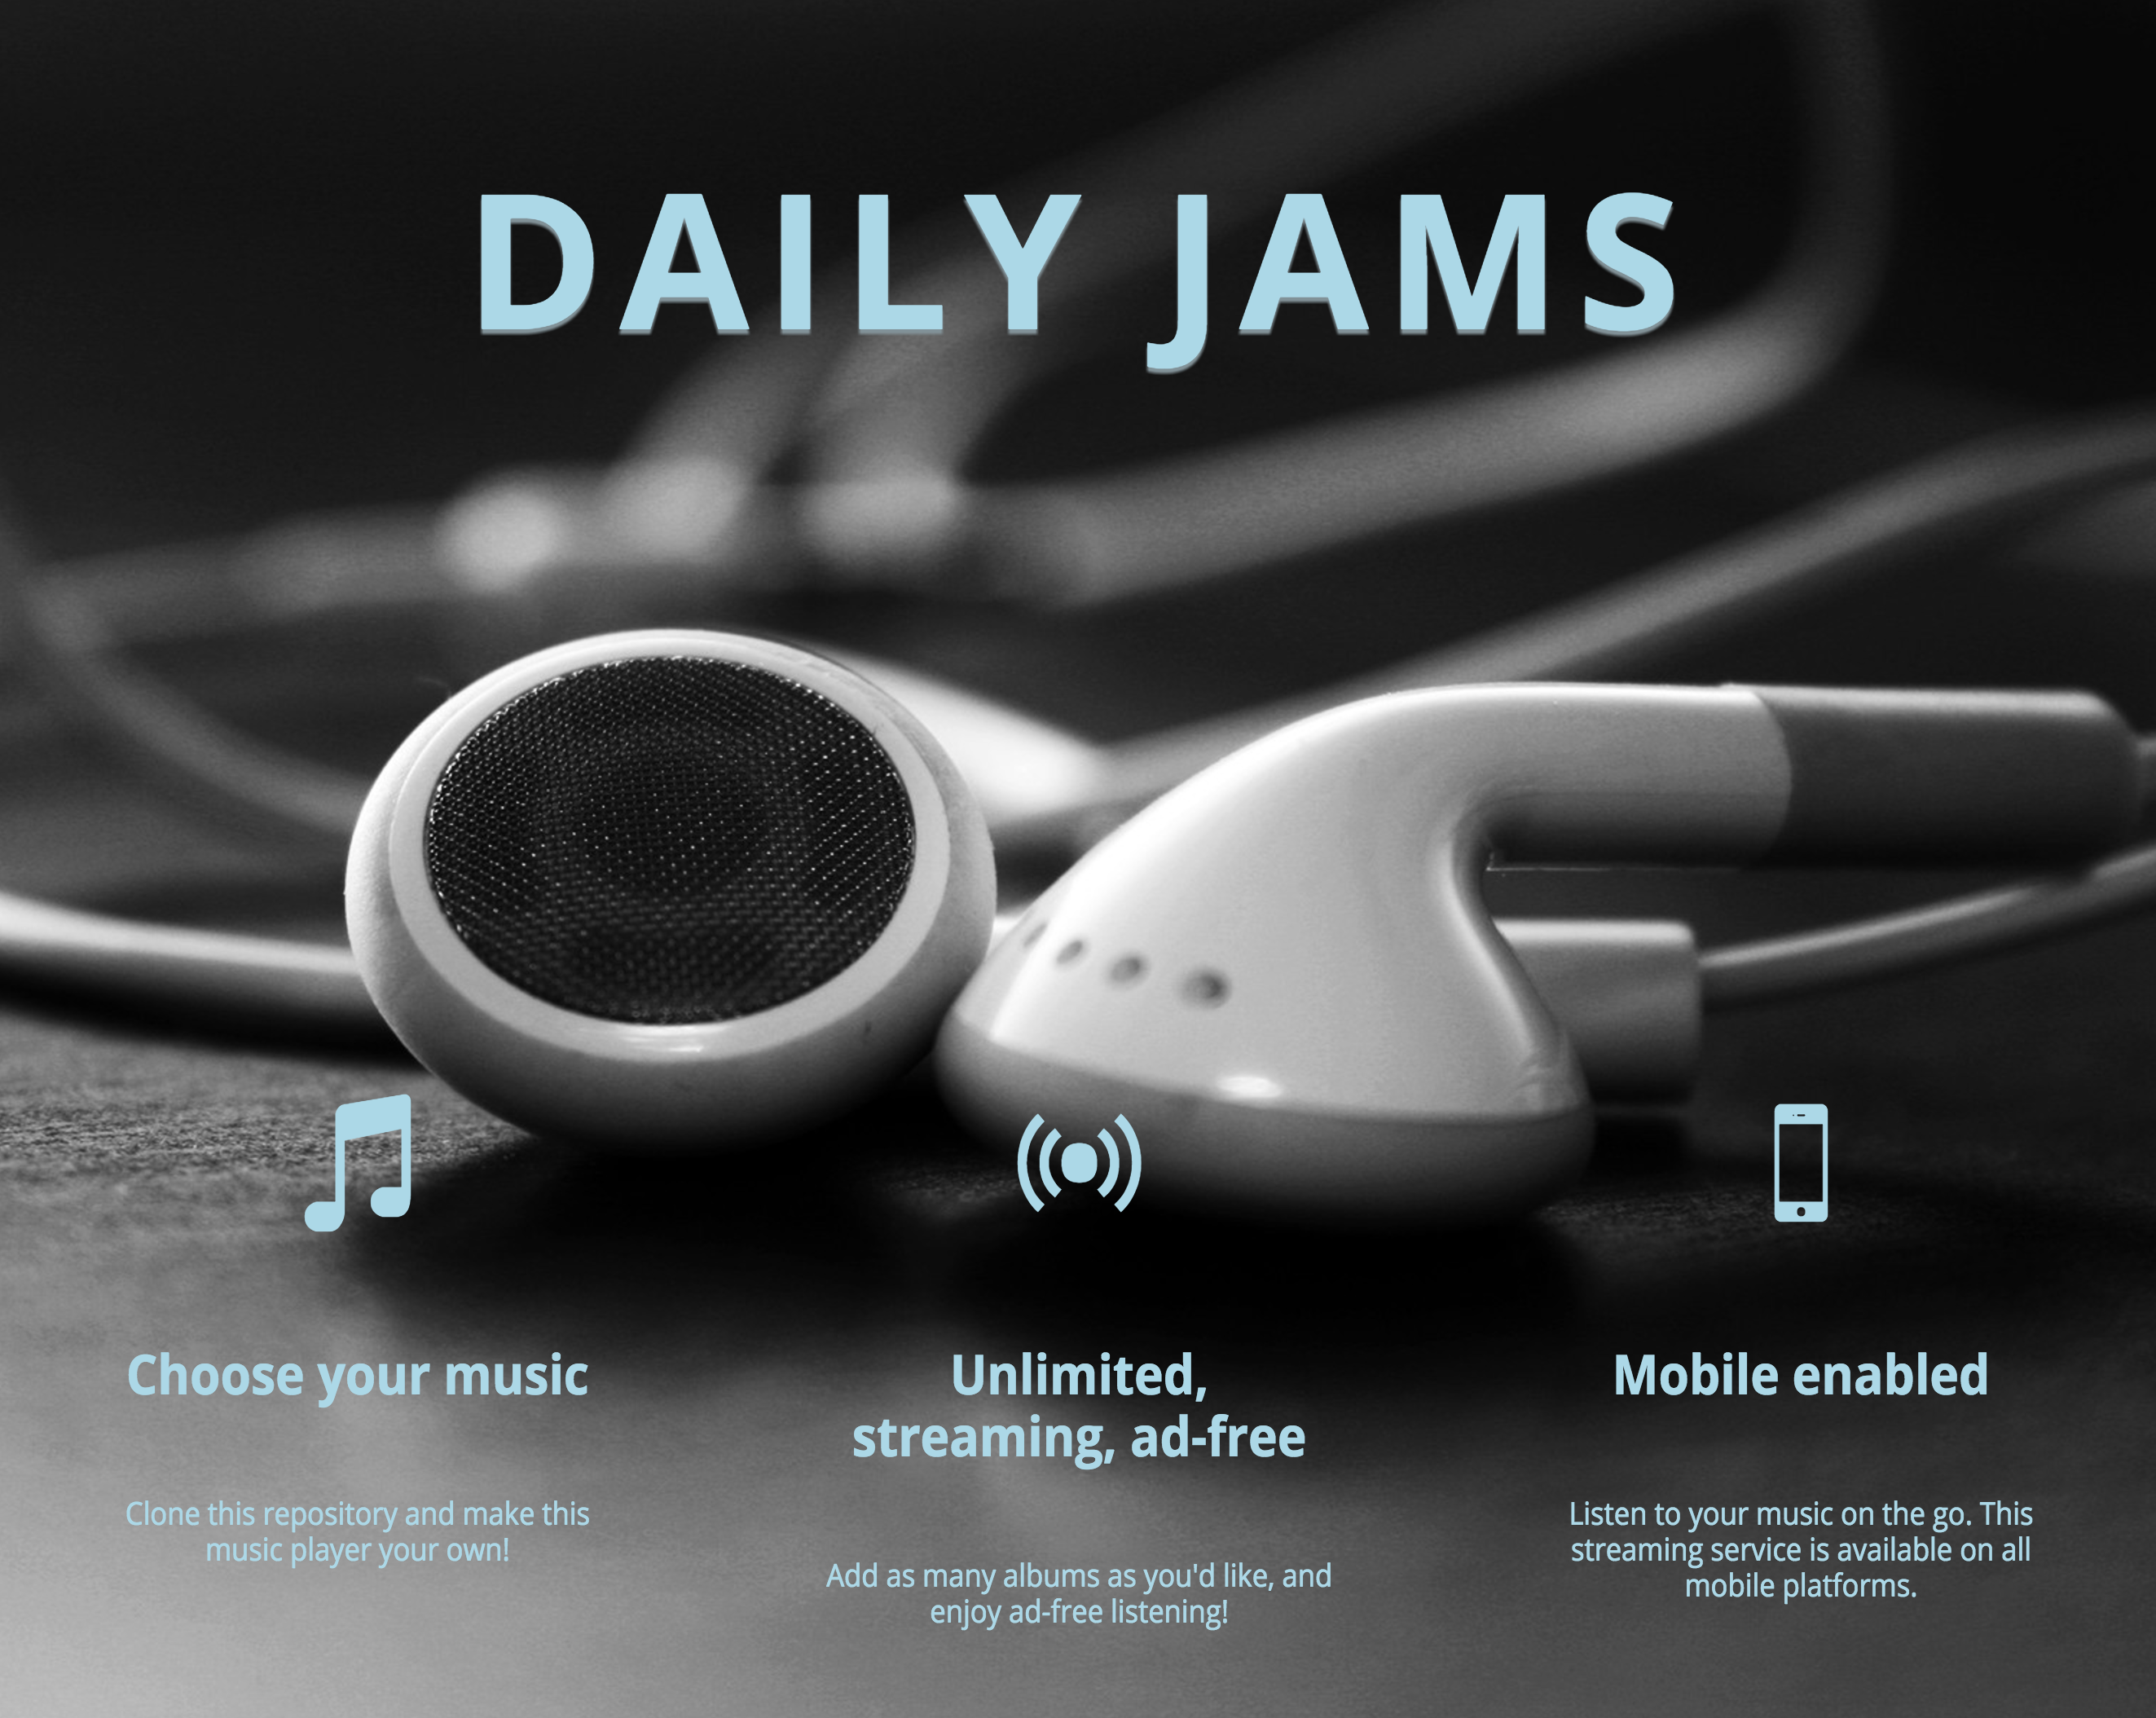 DAILY JAMS
Choose your music
Clone this repository and make this
music player your own!
Unlimited,
streaming, ad-free
Add as many albums as you'd like, and
enjoy ad-free listening!
Mobile enabled
Listen to your music on the go. This
streaming service is available on all
mobile platforms.